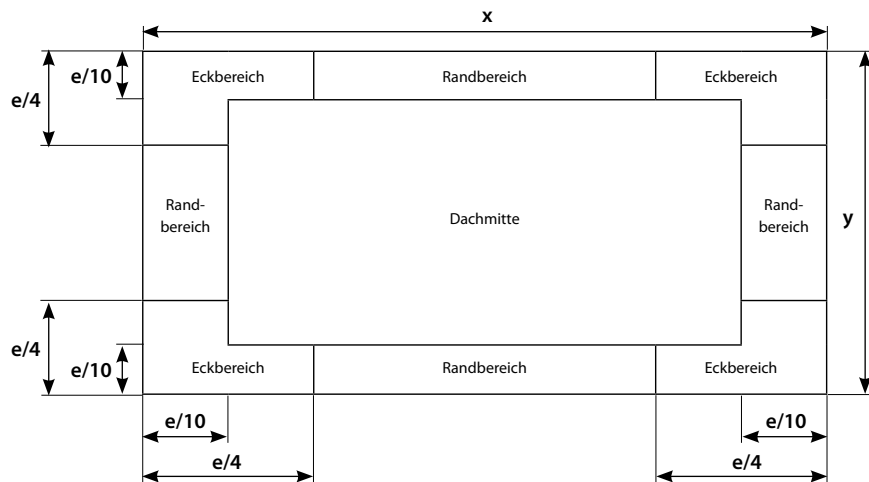 x
e/10
Eckbereich
Randbereich
Eckbereich
e/4
Rand-
bereich
Dachmitte
Rand-
bereich
y
e/4
e/10
Eckbereich
Randbereich
Eckbereich
e/10
e/10
e/4
e/4